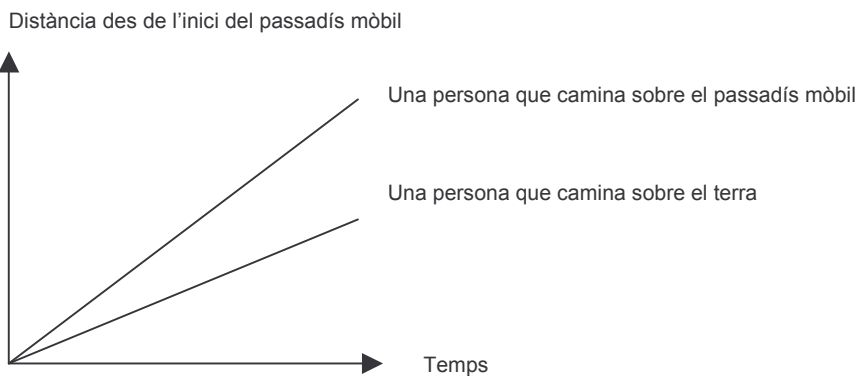 Distància des de l’inici del passadís mòbil
Una persona que camina sobre el passadís mòbil
Una persona que camina sobre el terra
Temps